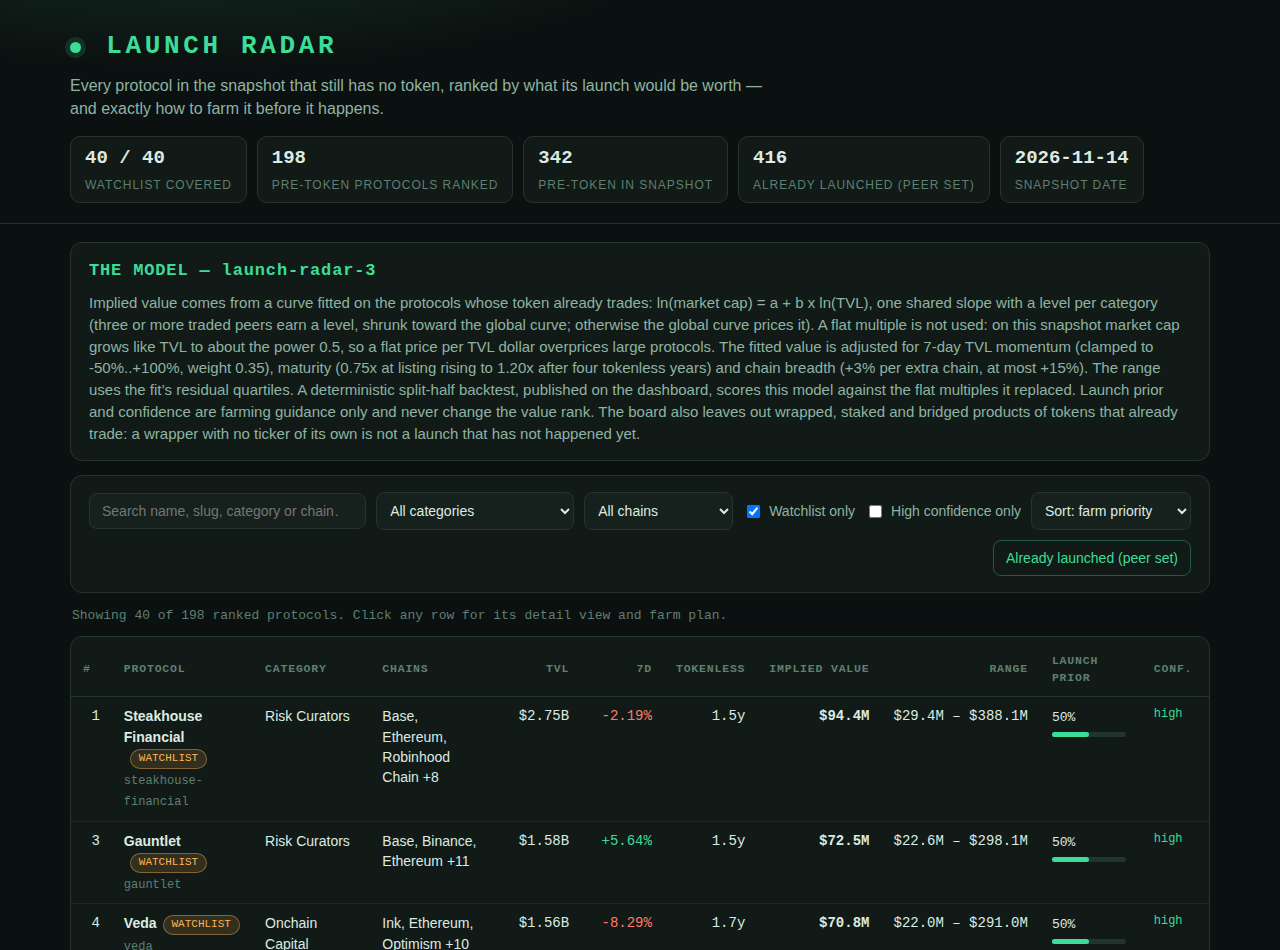 LAUNCH RADAR
Every protocol in the snapshot that still has no token, ranked by what its launch would be worth —
and exactly how to farm it before it happens.
40 / 40
WATCHLIST COVERED
198
PRE-TOKEN PROTOCOLS RANKED
342
PRE-TOKEN IN SNAPSHOT
416
ALREADY LAUNCHED (PEER SET)
2026-11-14
SNAPSHOT DATE
THE MODEL — launch-radar-3
Implied value comes from a curve fitted on the protocols whose token already trades: ln(market cap) = a + b x ln(TVL), one shared slope with a level per category
(three or more traded peers earn a level, shrunk toward the global curve; otherwise the global curve prices it). A flat multiple is not used: on this snapshot market cap
grows like TVL to about the power 0.5, so a flat price per TVL dollar overprices large protocols. The fitted value is adjusted for 7-day TVL momentum (clamped to
-50%..+100%, weight 0.35), maturity (0.75x at listing rising to 1.20x after four tokenless years) and chain breadth (+3% per extra chain, at most +15%). The range
uses the fit’s residual quartiles. A deterministic split-half backtest, published on the dashboard, scores this model against the flat multiples it replaced. Launch prior
and confidence are farming guidance only and never change the value rank. The board also leaves out wrapped, staked and bridged products of tokens that already
trade: a wrapper with no ticker of its own is not a launch that has not happened yet.
Search name, slug, category or chain.
All categories
All chains
Watchlist only
High confidence only
Sort: farm priority
Already launched (peer set)
Showing 40 of 198 ranked protocols. Click any row for its detail view and farm plan.
# PROTOCOL CATEGORY CHAINS TVL 7D TOKENLESS IMPLIED VALUE RANGE LAUNCH PRIOR CONF.
1 Steakhouse Financial WATCHLIST Risk Curators Base, Ethereum, Robinhood Chain +8 $2.75B -2.19% 1.5y $94.4M $29.4M – $388.1M 50% high
steakhouse-financial
3 Gauntlet WATCHLIST Risk Curators Base, Binance, Ethereum +11 $1.58B +5.64% 1.5y $72.5M $22.6M – $298.1M 50% high
gauntlet
4 Veda WATCHLIST Onchain Capital Ink, Ethereum, Optimism +10 $1.56B -8.29% 1.7y $70.8M $22.0M – $291.0M 50% high
veda